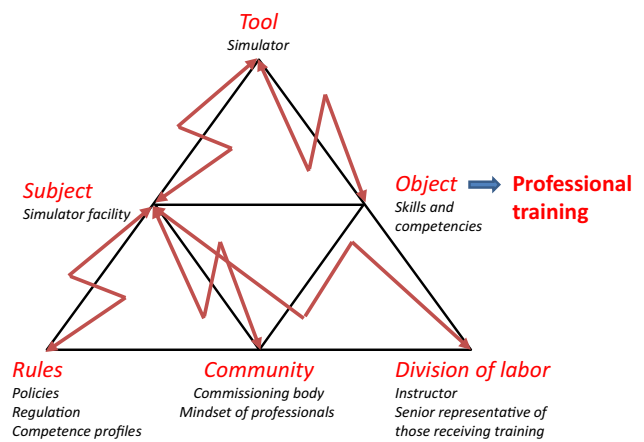 Tool
Simulator
Subject
Simulator facility
Object
Skills and
competencies
Professional
training
Rules
Policies
Regulation
Competence profiles
Community
Commissioning body
Mindset of professionals
Division of labor
Instructor
Senior representative of
those receiving training